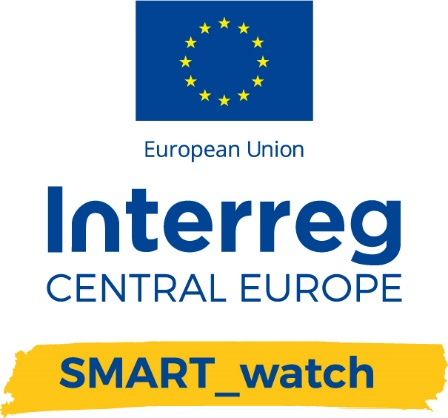 European Union
Interreg
CENTRAL EUROPE
SMART_watch